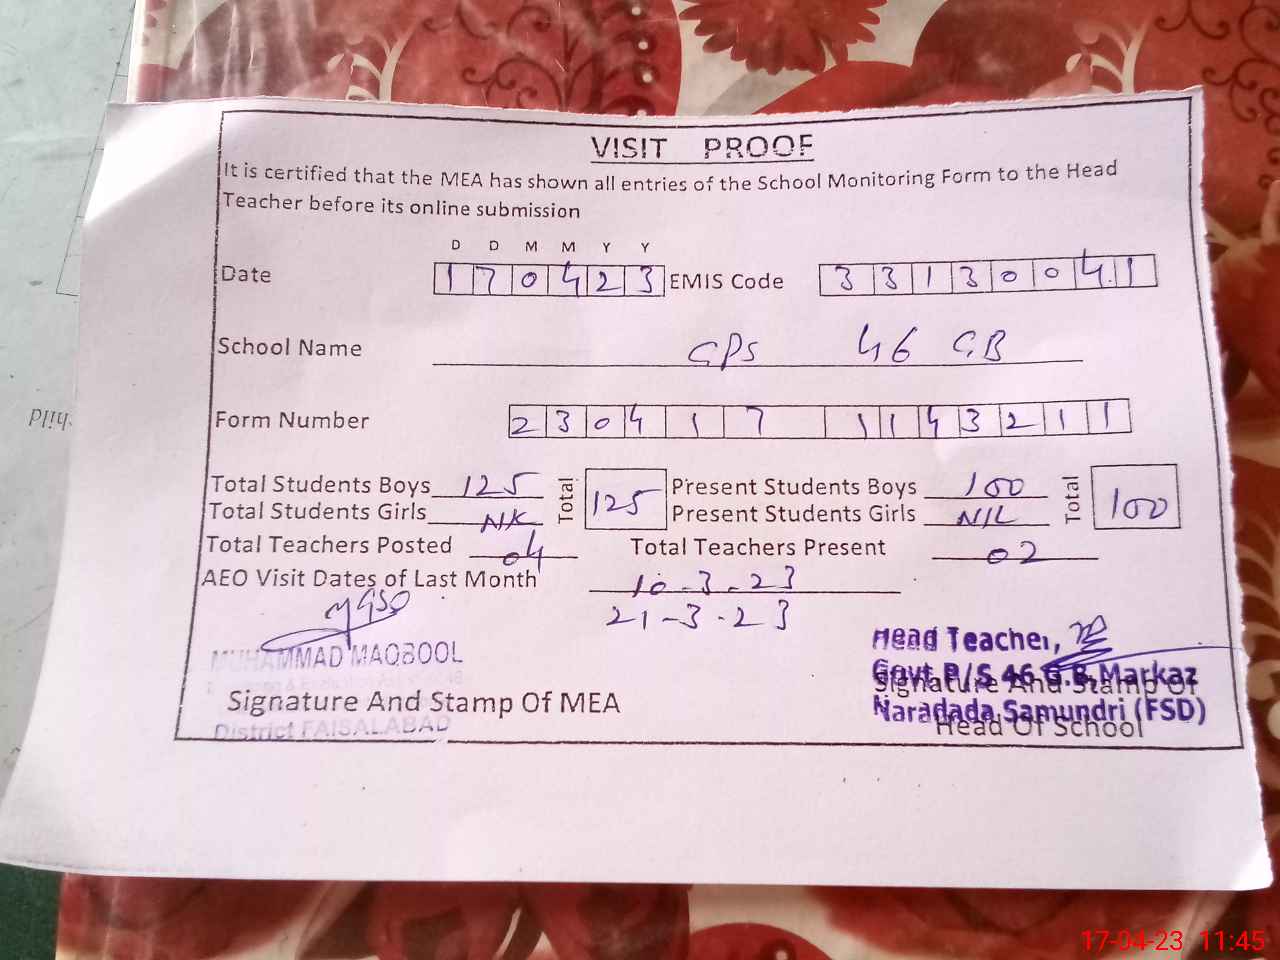 VISIT PROOF
It is certified that the MEA has shown all entries of the School Monitoring Form to the Head
Teacher before its online submission
D D M M Y Y
Date 1 7 0 4 2 3 EMIS Code 3 3 1 3 0 0 4 1
School Name GPS 46 GB
Form Number 2 3 0 4 1 7 1 1 4 3 2 1 1
Total Students Boys 125 Total 125 Present Students Boys 100 Total 100
Total Students Girls NIL Present Students Girls NIL
Total Teachers Posted 04 Total Teachers Present 02
AEO Visit Dates of Last Month 10-3-23
21-3-23
MUHAMMAD MAQBOOL
Signature And Stamp Of MEA
District FAISALABAD
Head Teacher,
Govt. P/S 46 G.B, Markaz
Signature And Stamp Of
Naradada Samundri (FSD)
Head Of School
17-04-23 11:45